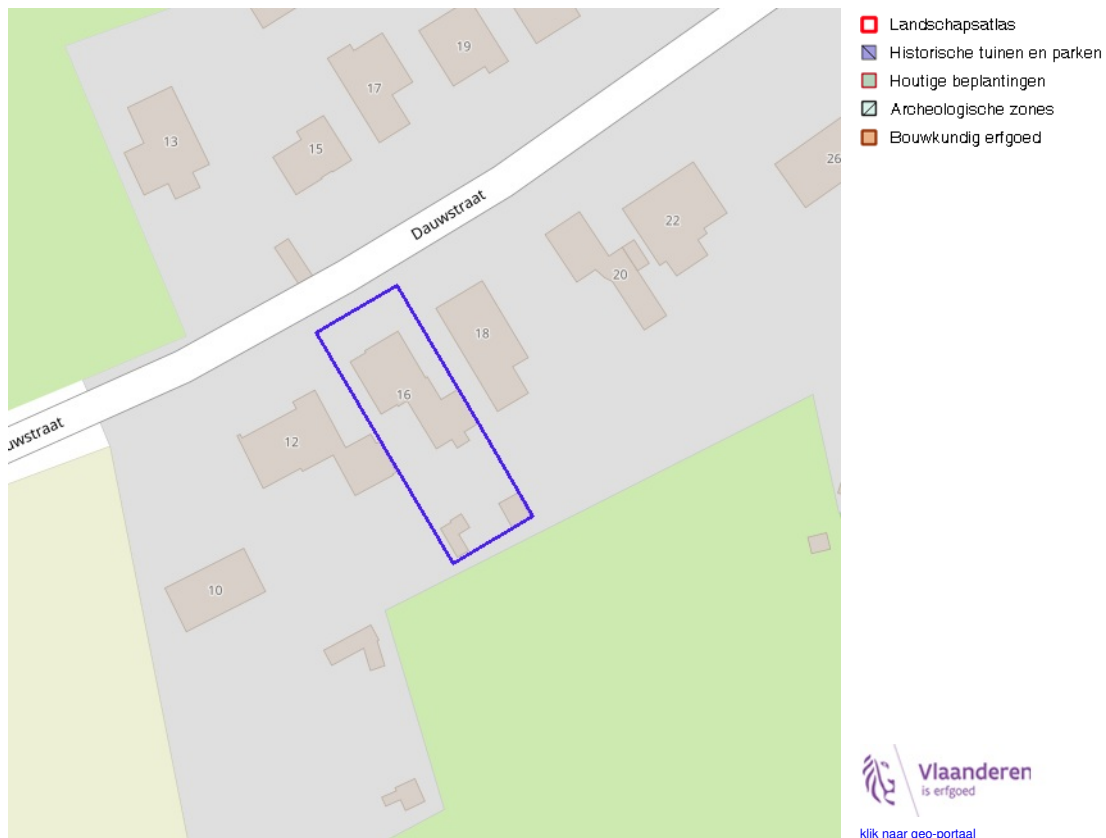 19
17
13
15
Dauwstraat
26
22
20
18
16
12
uwstraat
10
Landschapsatlas
Historische tuinen en parken
Houtige beplantingen
Archeologische zones
Bouwkundig erfgoed
Vlaanderen
is erfgoed
klik naar geo-portaal